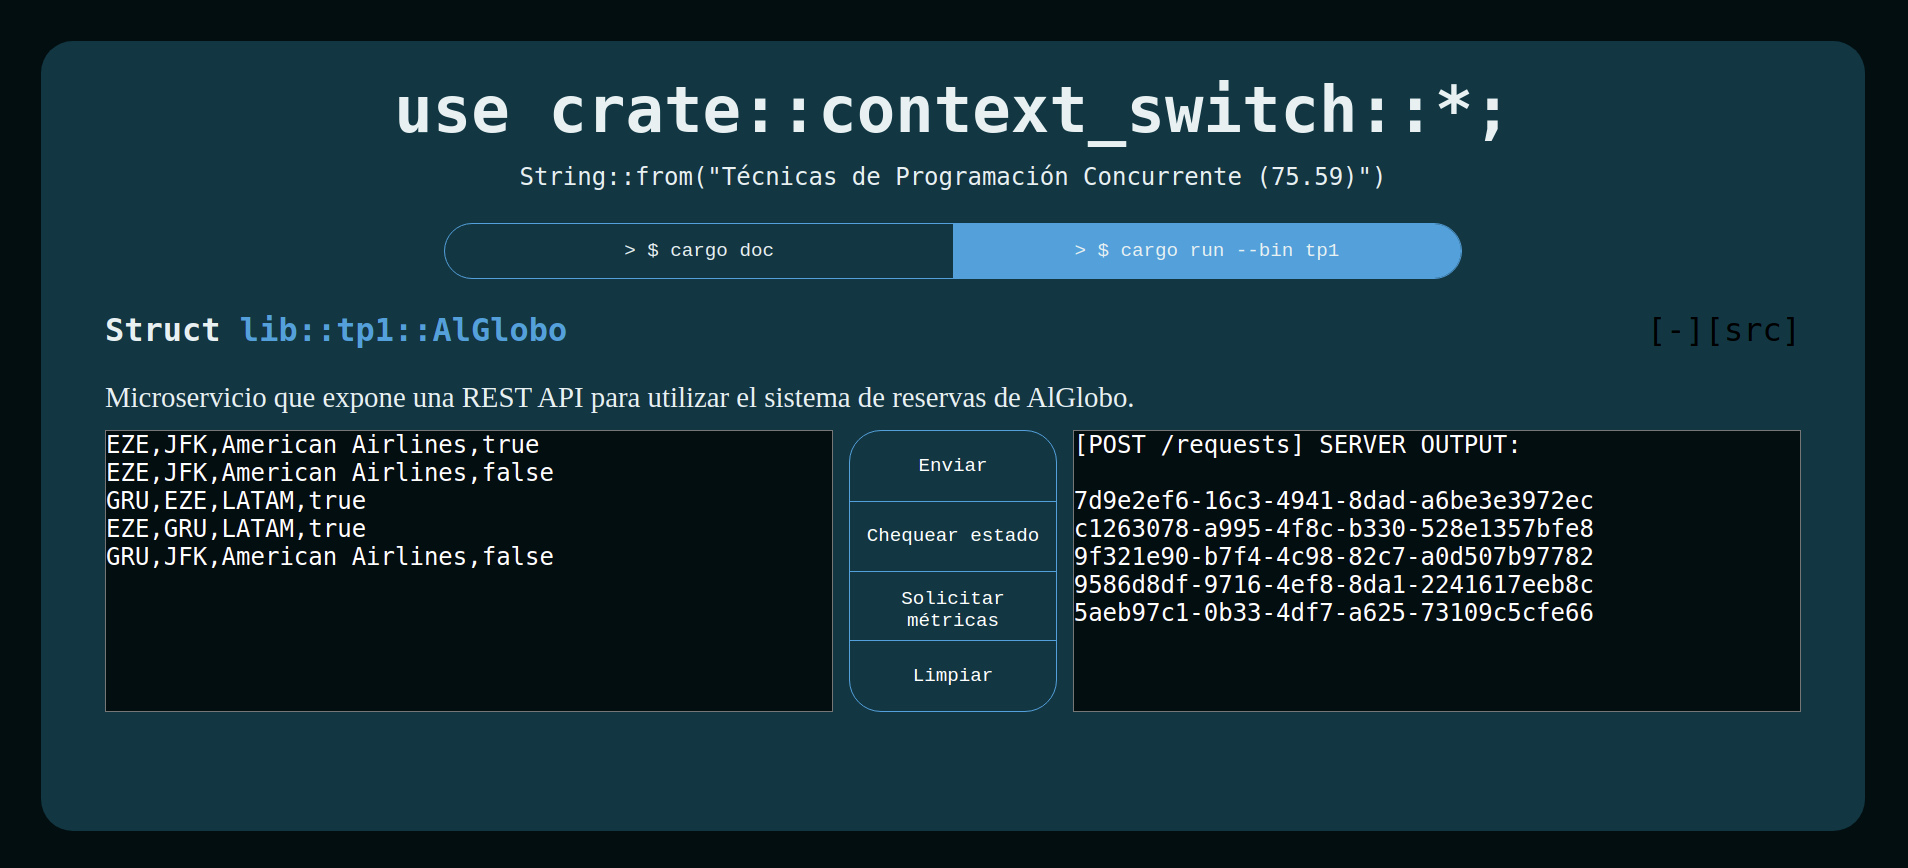 use crate::context_switch::*;
String::from("Técnicas de Programación Concurrente (75.59)")
> $ cargo doc
> $ cargo run --bin tp1
Struct lib::tp1::AlGlobo
[-][src]
Microservicio que expone una REST API para utilizar el sistema de reservas de AlGlobo.
EZE,JFK,American Airlines,true
EZE,JFK,American Airlines,false
GRU,EZE,LATAM,true
EZE,GRU,LATAM,true
GRU,JFK,American Airlines,false
Enviar
Chequear estado
Solicitar
métricas
Limpiar
[POST /requests] SERVER OUTPUT:
7d9e2ef6-16c3-4941-8dad-a6be3e3972ec
c1263078-a995-4f8c-b330-528e1357bfe8
9f321e90-b7f4-4c98-82c7-a0d507b97782
9586d8df-9716-4ef8-8da1-2241617eeb8c
5aeb97c1-0b33-4df7-a625-73109c5cfe66